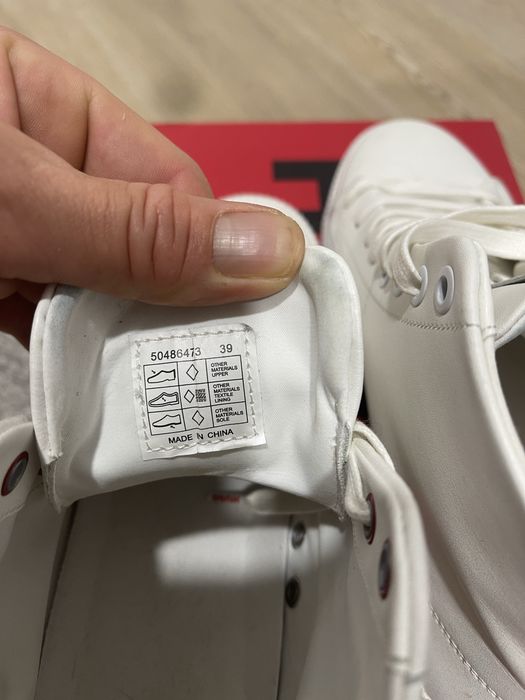 50486473 39
OTHER
MATERIALS
UPPER
OTHER
MATERIALS
TEXTILE
LINING
OTHER
MATERIALS
SOLE
MADE IN CHINA